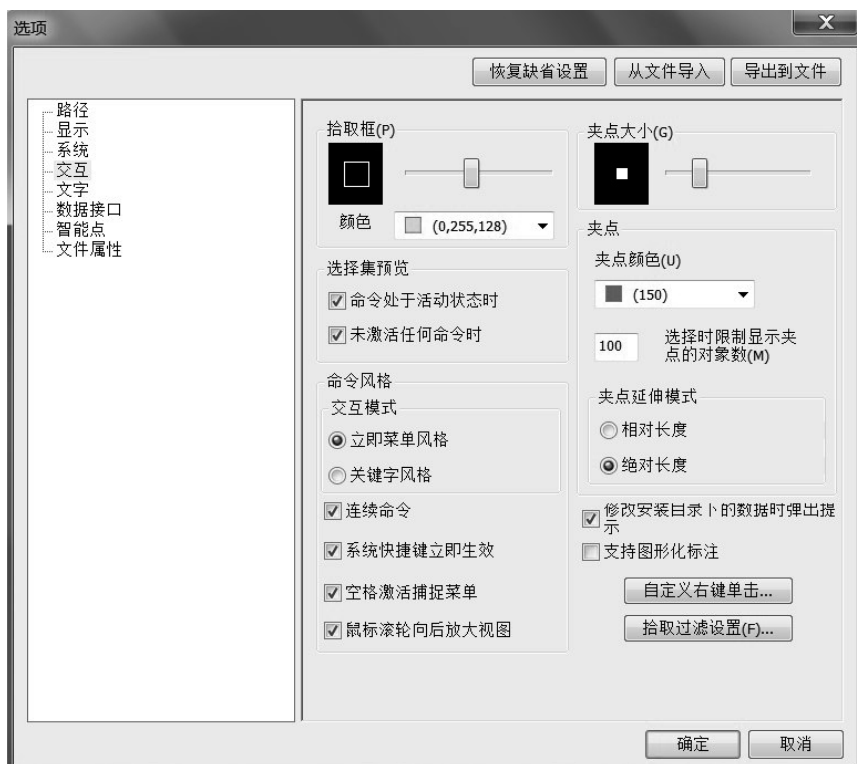 选项
X
恢复缺省设置
从文件导入
导出到文件
路径
显示
系统
交互
文字
数据接口
智能点
文件属性
拾取框(P)
颜色
(0,255,128)
选择集预览
命令处于活动状态时
未激活任何命令时
命令风格
交互模式
立即菜单风格
关键字风格
连续命令
系统快捷键立即生效
空格激活捕捉菜单
鼠标滚轮向后放大视图
夹点大小(G)
夹点
夹点颜色(U)
(150)
100
选择时限制显示夹
点的对象数(M)
夹点延伸模式
相对长度
绝对长度
修改安装目录卜的数据时弹出提
示
支持图形化标注
自定义右键单击...
拾取过滤设置(F)...
确定
取消